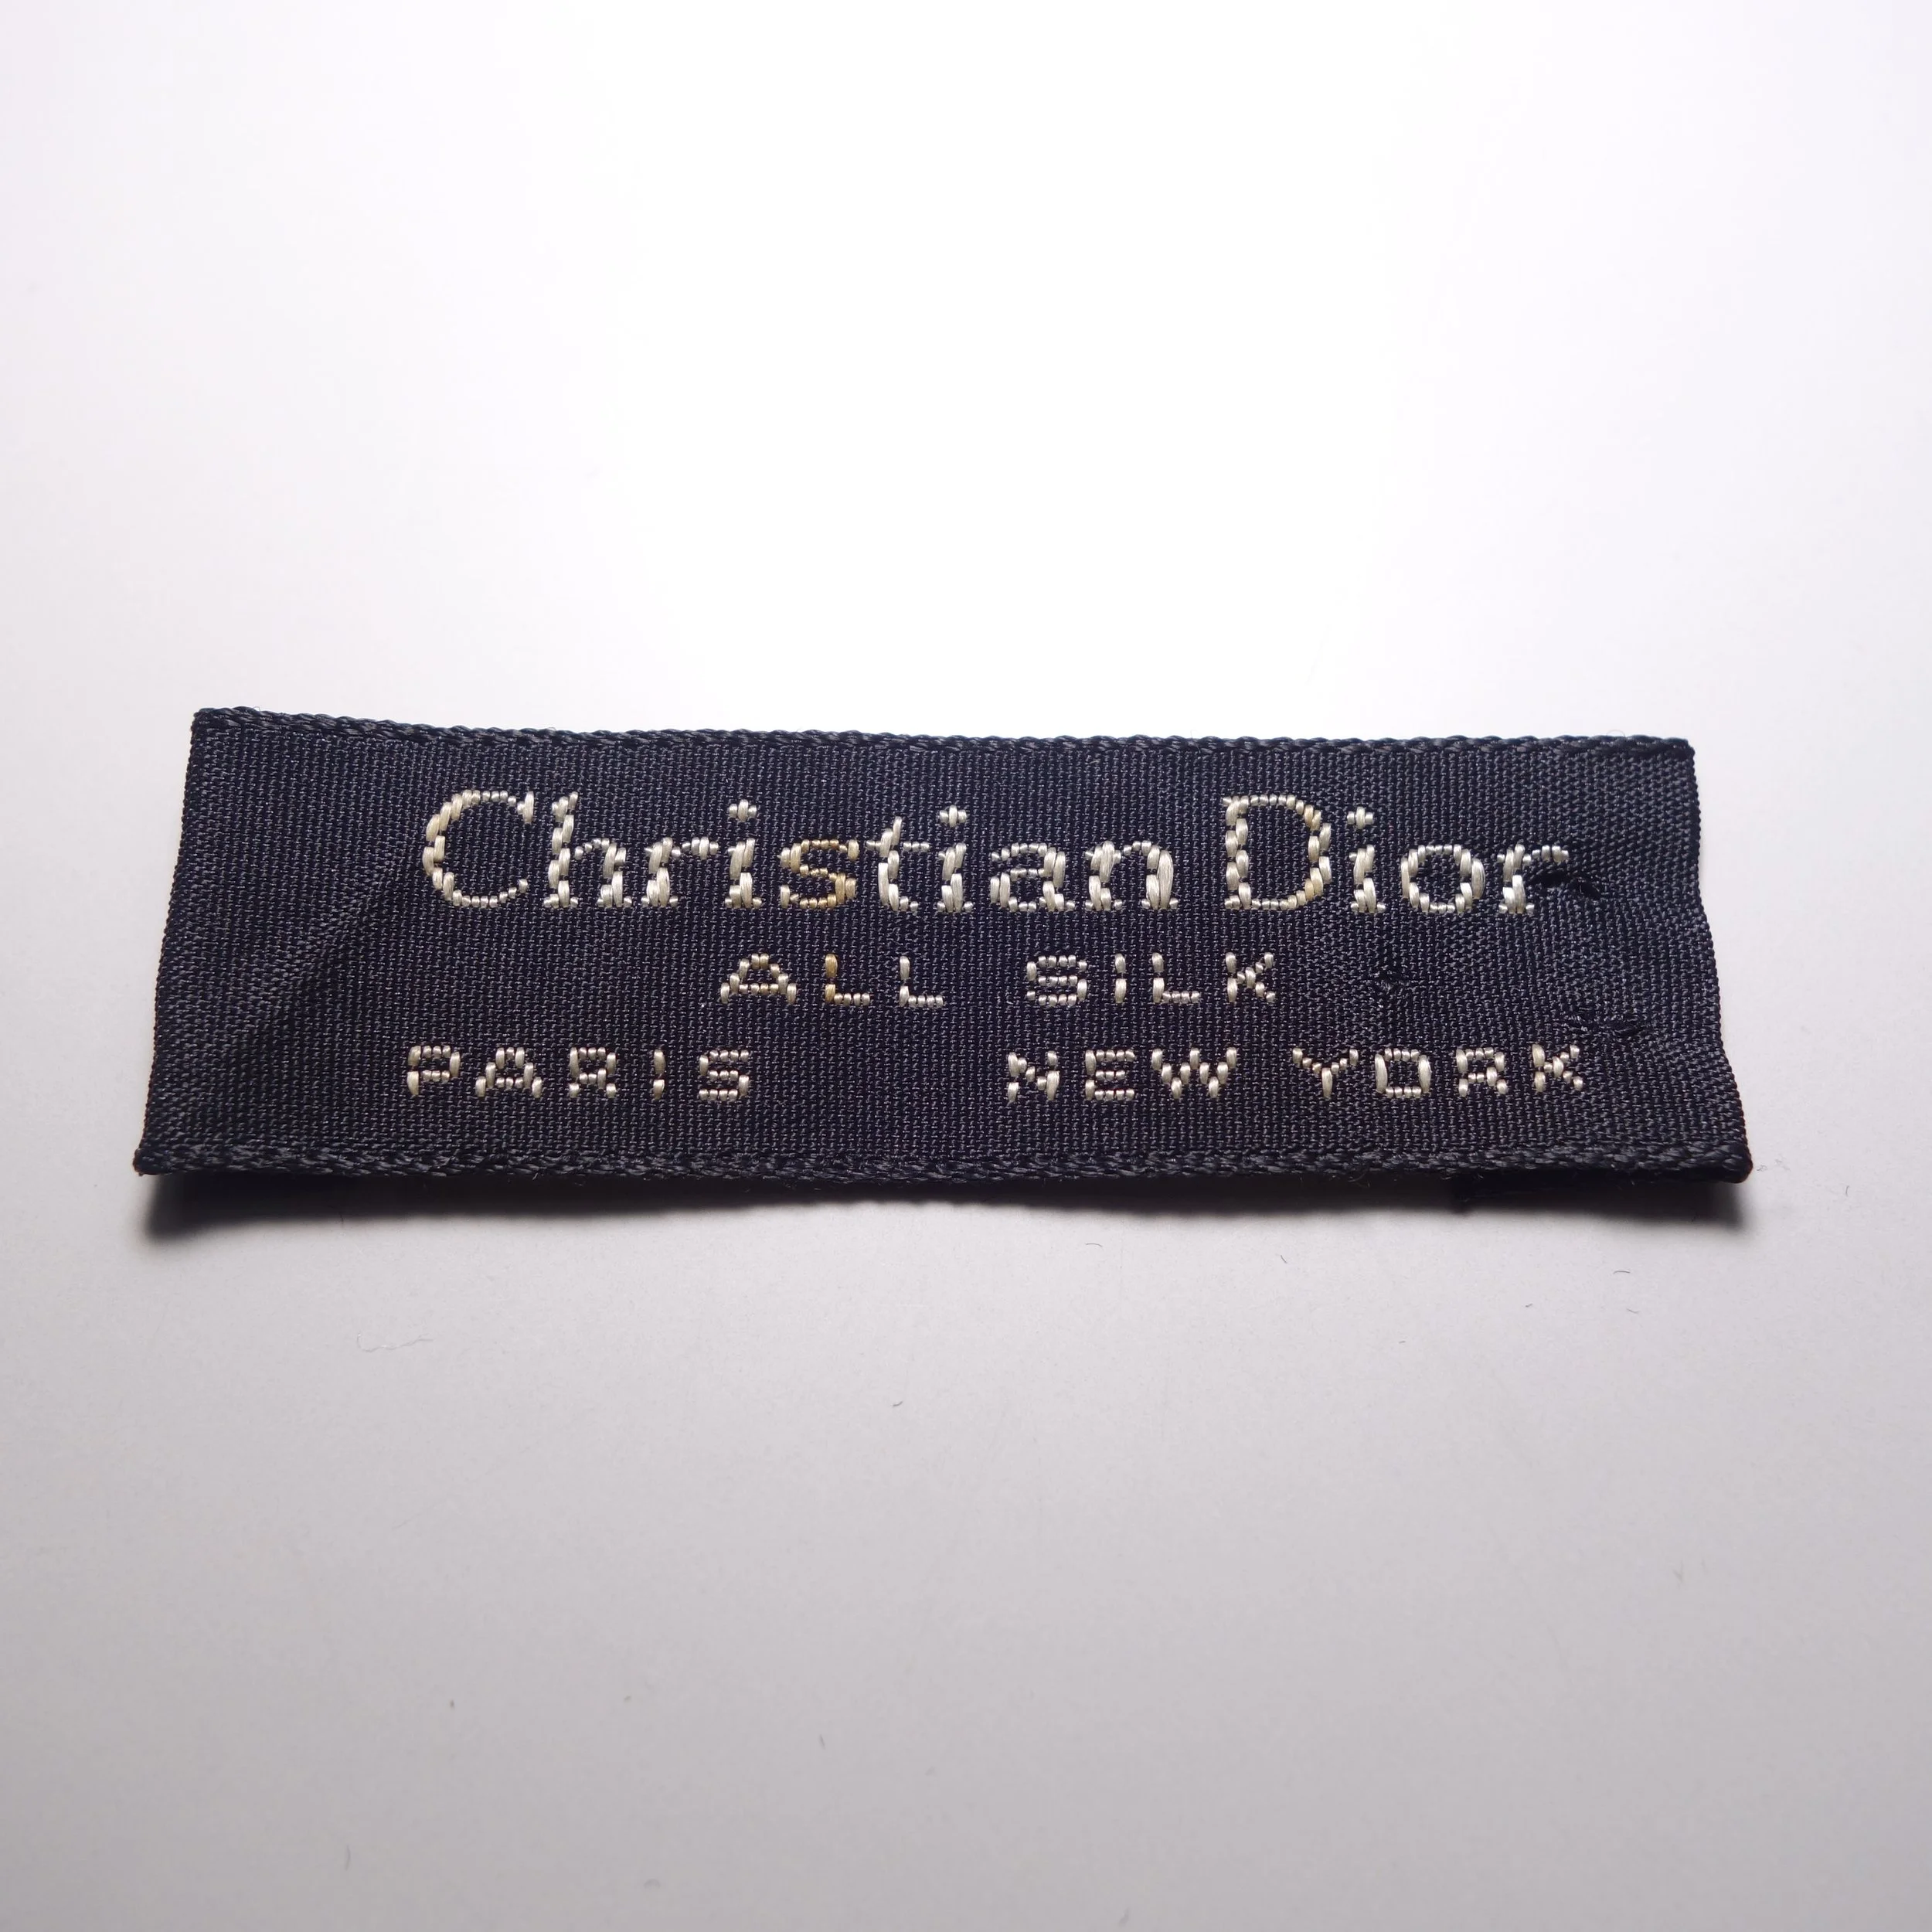 Christian Dior
ALL SILK
PARIS NEW YORK